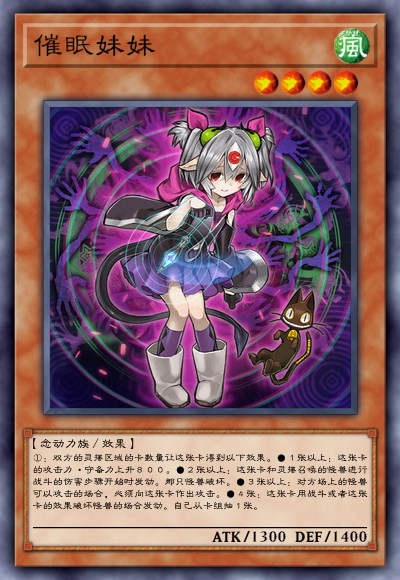 催眠妹妹
瘋
【念动力族／效果】
①：双方的灵摆区域的卡数量让这张卡得到以下效果。●1张以上：这张卡
的攻击力·守备力上升800。●2张以上：这张卡和灵摆召唤的怪兽进行
战斗的伤害步骤开始时发动。那只怪兽破坏。●3张以上：对方场上的怪兽
可以攻击的场合，必须向这张卡作出攻击。●4张：这张卡用战斗或者这张卡
的效果破坏怪兽的场合发动。自己从卡组抽1张。
ATK/1300 DEF/1400